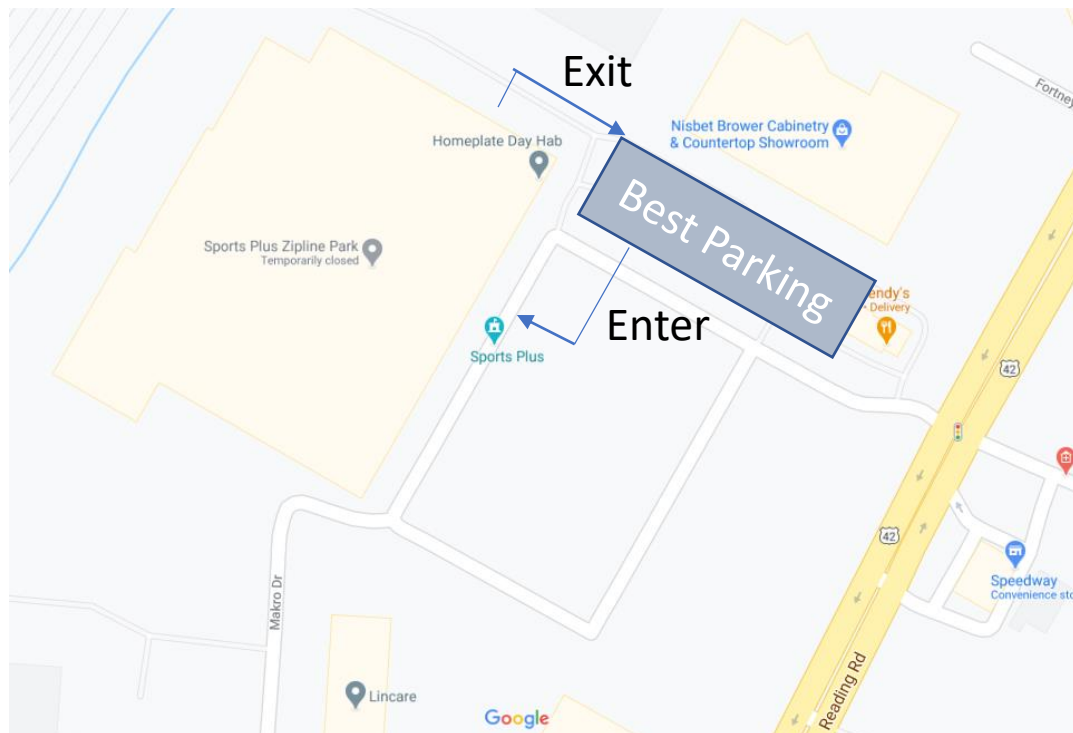 Exit
Fortney
Nisbet Brower Cabinetry
& Countertop Showroom
Homeplate Day Hab
Best Parking
Sports Plus Zipline Park
Temporarily closed
endy's
Delivery
Enter
Sports Plus
42
42
Speedway
Convenience sto
Makro Dr
Reading Rd
Lincare
Google